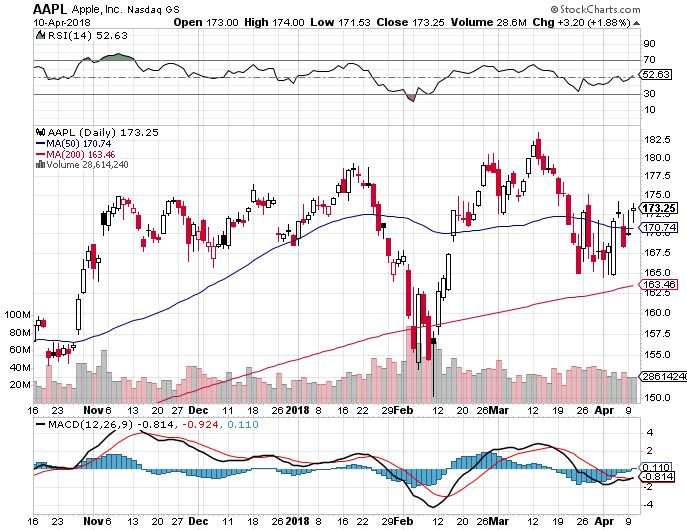 AAPL Apple, Inc. Nasdaq GS © StockCharts.com
10-Apr-2018 Open 173.00 High 174.00 Low 171.53 Close 173.25 Volume 28.6M Chg +3.20 (+1.88%)
RSI(14) 52.63
90
70
52.63
30
10
AAPL (Daily) 173.25
MA(50) 170.74
MA(200) 163.46
Volume 28,614,240
182.5
180.0
177.5
175.0
173.25
170.74
167.5
165.0
163.46
160.0
157.5
155.0
28614240
150.0
100M
80M
60M
40M
20M
16 23 Nov 6 13 20 27 Dec 11 18 26 2018 8 16 22 29 Feb 12 20 26 Mar 12 19 26 Apr 9
MACD(12,26,9) -0.814, -0.924, 0.110
4
2
0.110
-0.814
-2
-4
16 23 Nov 6 13 20 27 Dec 11 18 26 2018 8 16 22 29 Feb 12 20 26 Mar 12 19 26 Apr 9